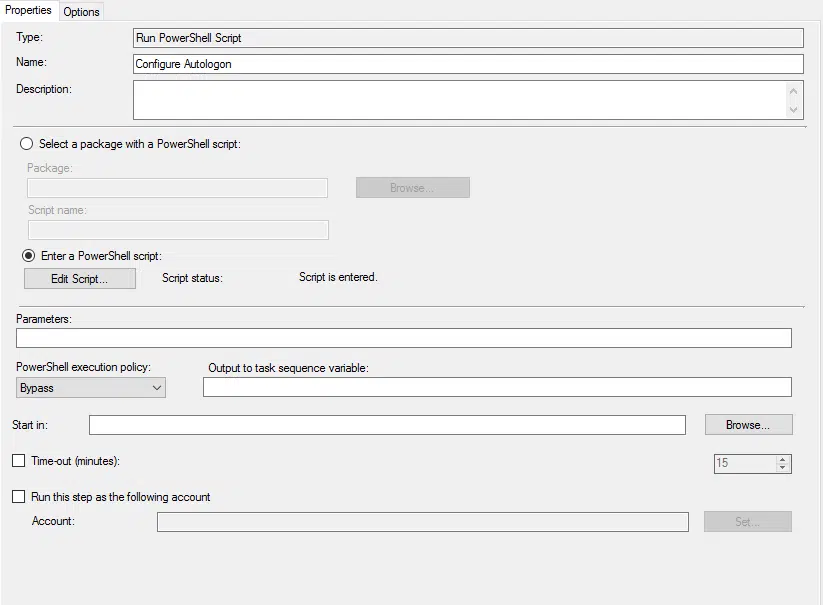 Properties
Options
Type:
Run PowerShell Script
Name:
Configure Autologon
Description:
Select a package with a PowerShell script:
Package:
Browse...
Script name:
Enter a PowerShell script:
Edit Script...
Script status:
Script is entered.
Parameters:
PowerShell execution policy:
Output to task sequence variable:
Bypass
Start in:
Browse...
Time-out (minutes):
15
Run this step as the following account
Account:
Set...